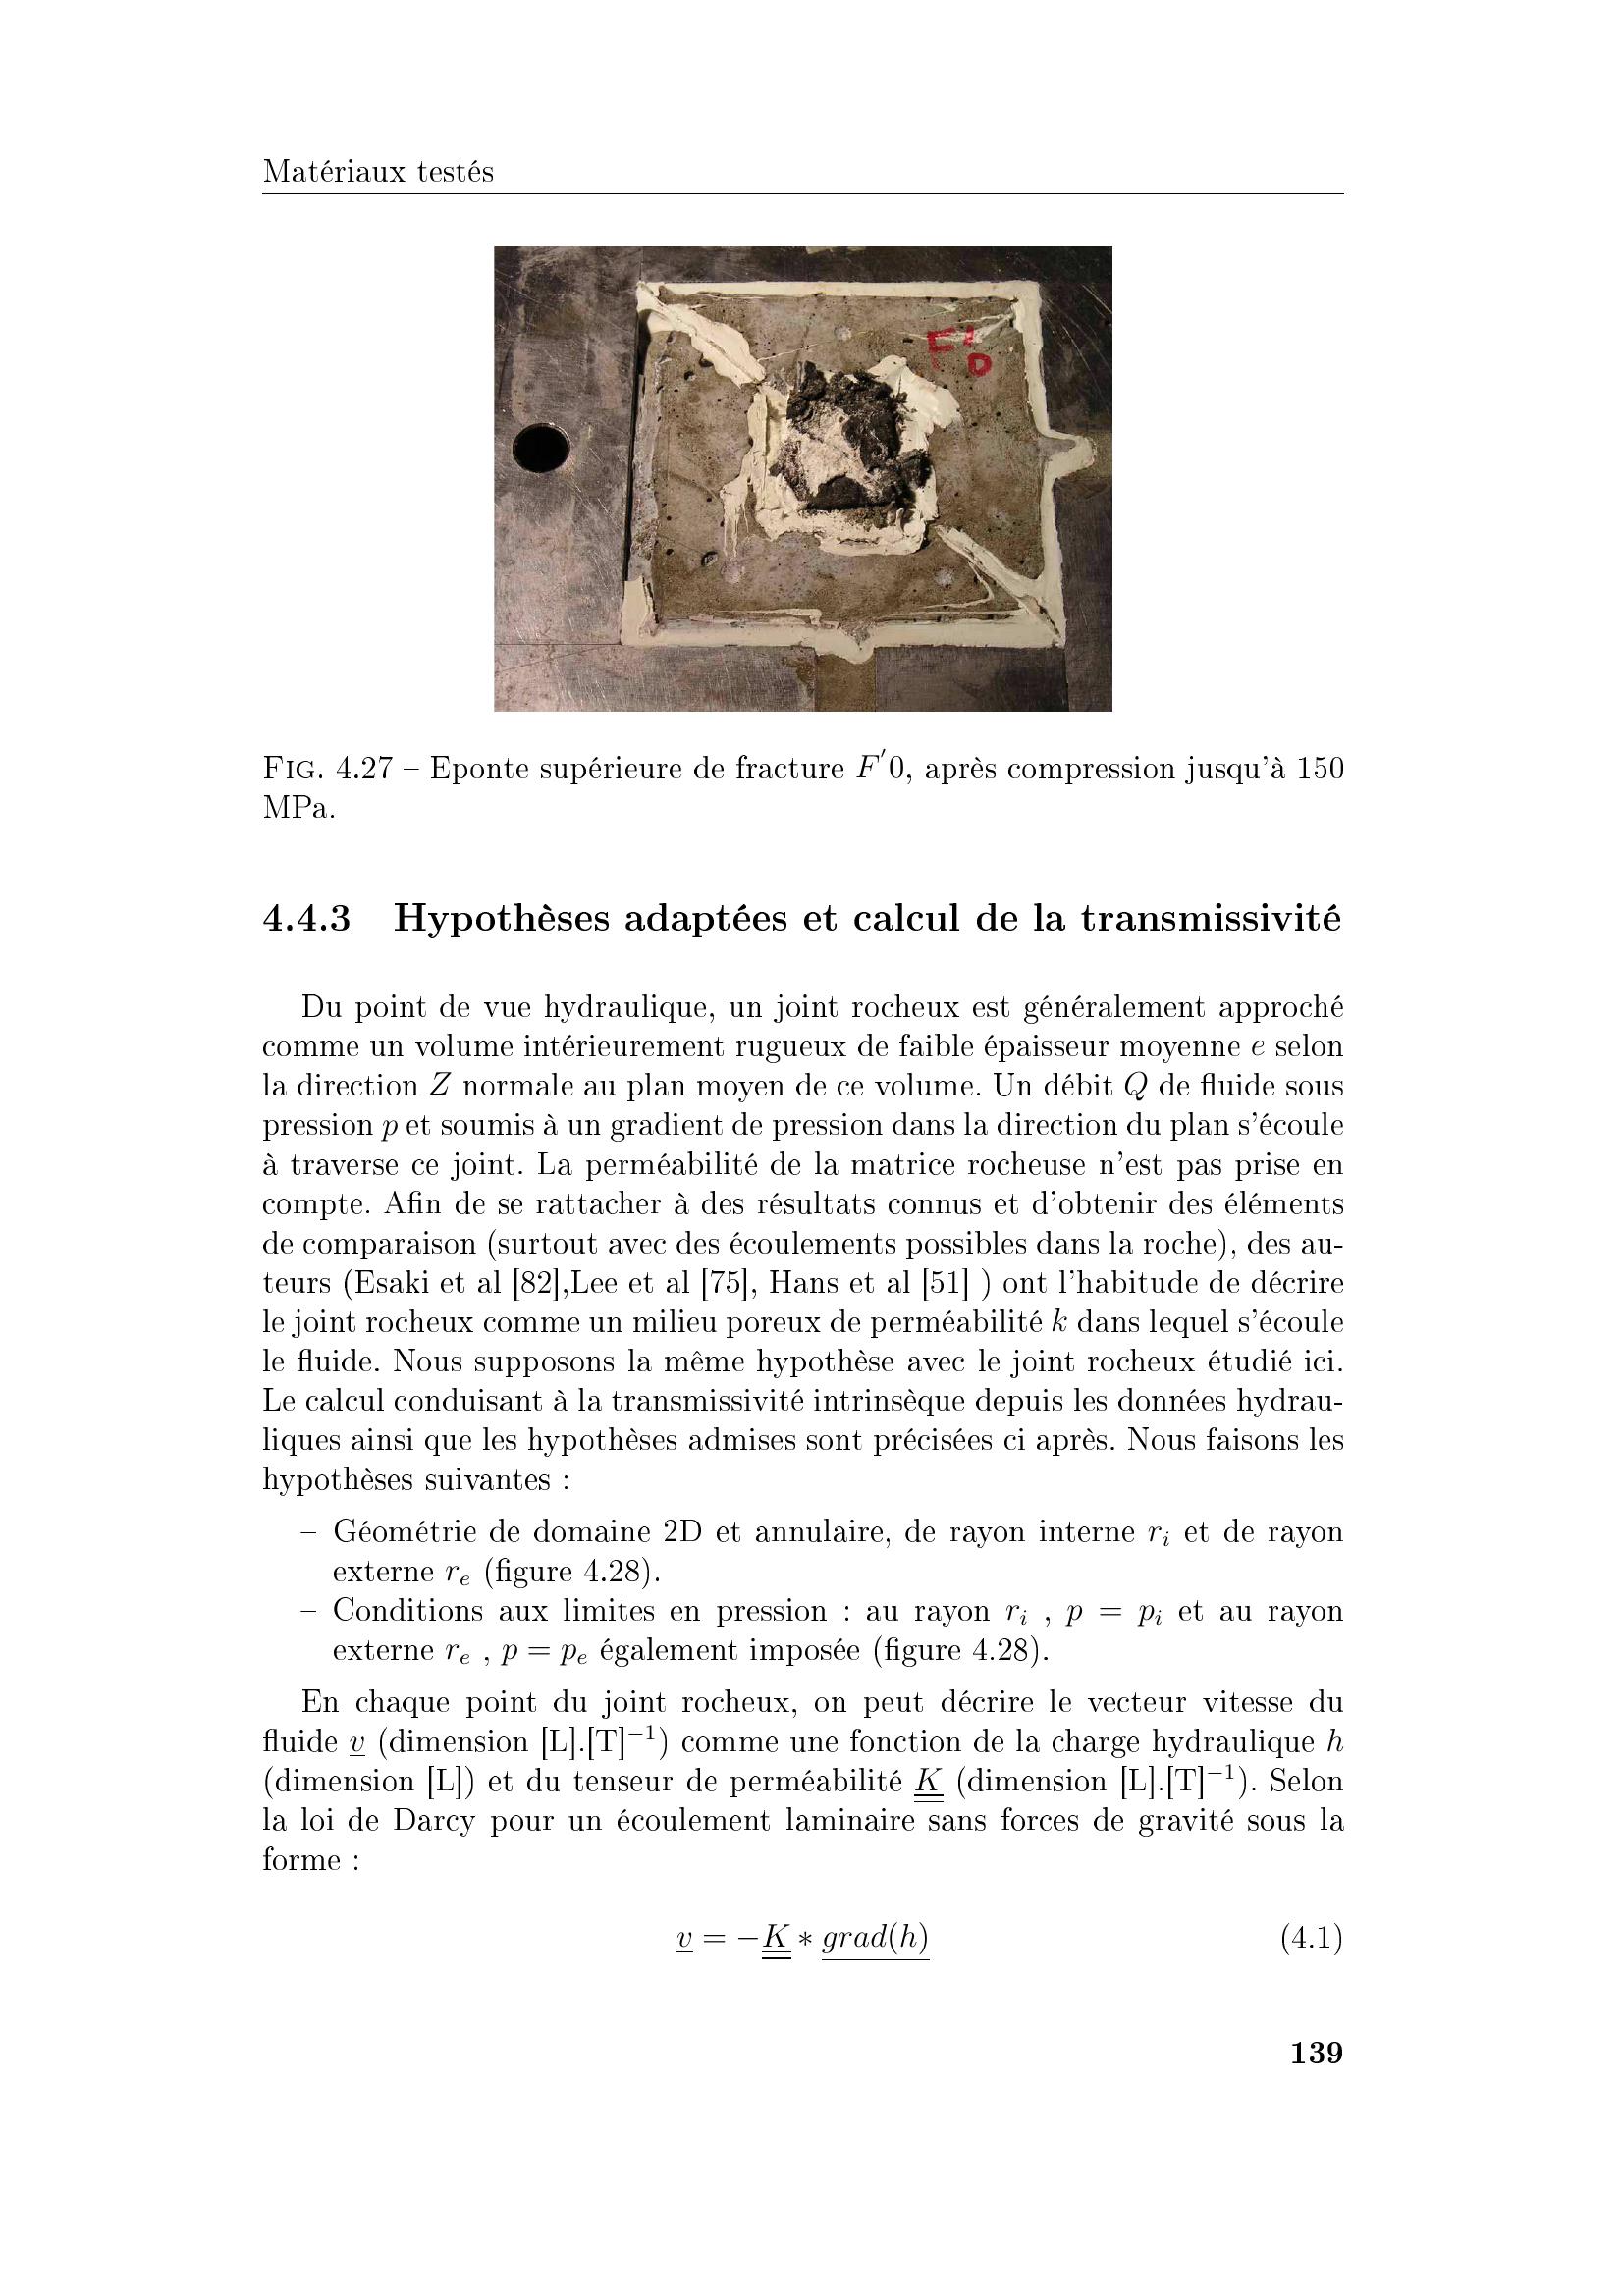 Matériaux testés
F'0
FIG. 4.27 – Eponte supérieure de fracture F'0, après compression jusqu'à 150
MPa.
4.4.3 Hypothèses adaptées et calcul de la transmissivité
Du point de vue hydraulique, un joint rocheux est généralement approché
comme un volume intérieurement rugueux de faible épaisseur moyenne e selon
la direction Z normale au plan moyen de ce volume. Un débit Q de fluide sous
pression p et soumis à un gradient de pression dans la direction du plan s'écoule
à traverse ce joint. La perméabilité de la matrice rocheuse n'est pas prise en
compte. Afin de se rattacher à des résultats connus et d'obtenir des éléments
de comparaison (surtout avec des écoulements possibles dans la roche), des au-
teurs (Esaki et al [82],Lee et al [75], Hans et al [51] ) ont l'habitude de décrire
le joint rocheux comme un milieu poreux de perméabilité k dans lequel s'écoule
le fluide. Nous supposons la même hypothèse avec le joint rocheux étudié ici.
Le calcul conduisant à la transmissivité intrinsèque depuis les données hydrau-
liques ainsi que les hypothèses admises sont précisées ci après. Nous faisons les
hypothèses suivantes :
– Géométrie de domaine 2D et annulaire, de rayon interne r_i et de rayon
externe r_e (figure 4.28).
– Conditions aux limites en pression : au rayon r_i , p = p_i et au rayon
externe r_e , p = p_e également imposée (figure 4.28).
En chaque point du joint rocheux, on peut décrire le vecteur vitesse du
fluide v (dimension [L].[T]⁻¹) comme une fonction de la charge hydraulique h
(dimension [L]) et du tenseur de perméabilité K (dimension [L].[T]⁻¹). Selon
la loi de Darcy pour un écoulement laminaire sans forces de gravité sous la
forme :
v = −K ∗ grad(h) (4.1)
139